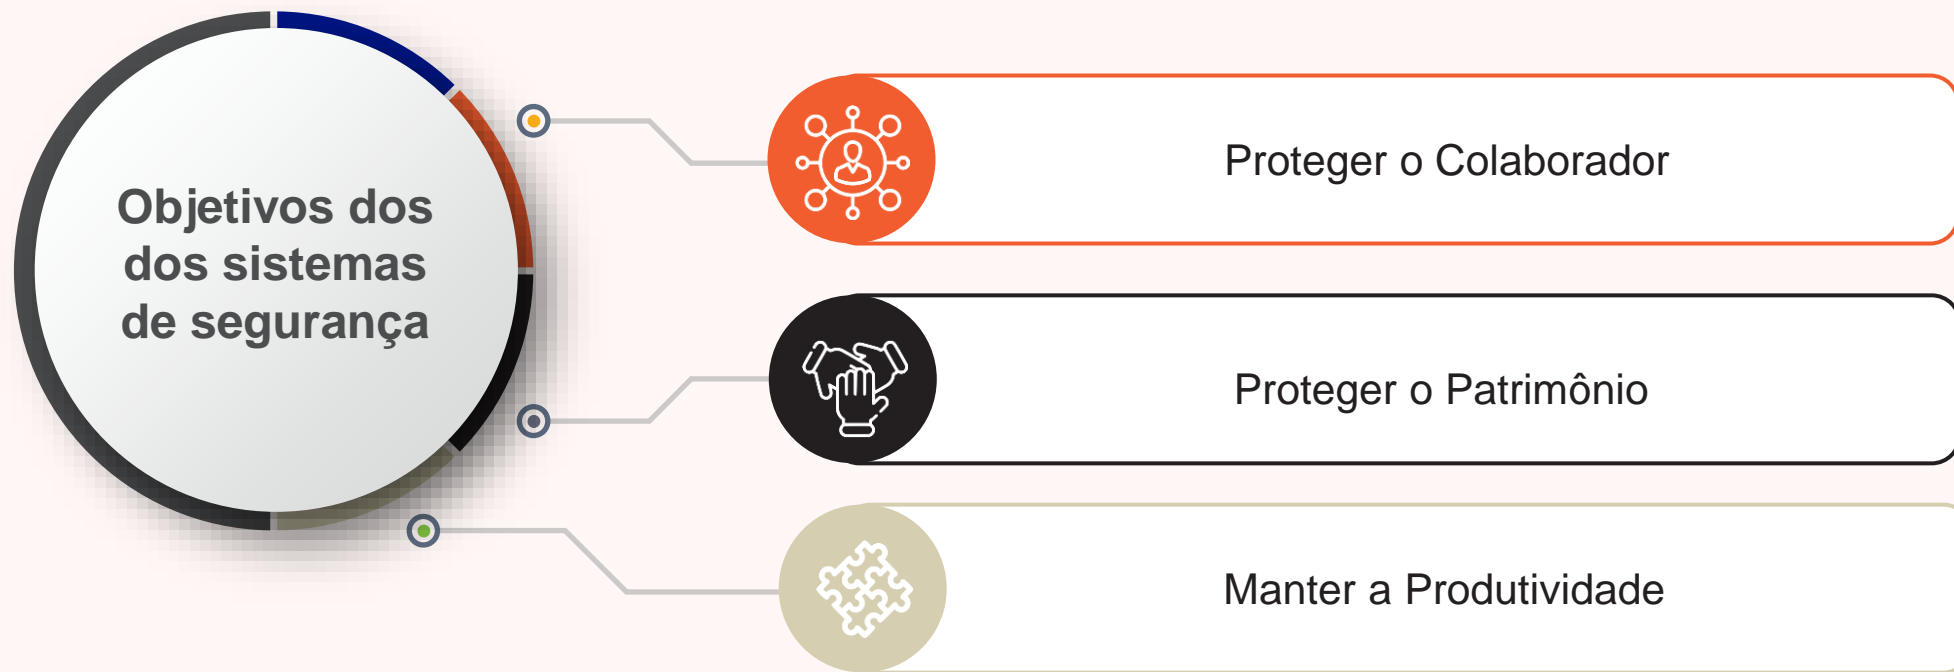 Objetivos dos
dos sistemas
de segurança
Proteger o Colaborador
Proteger o Patrimônio
Manter a Produtividade